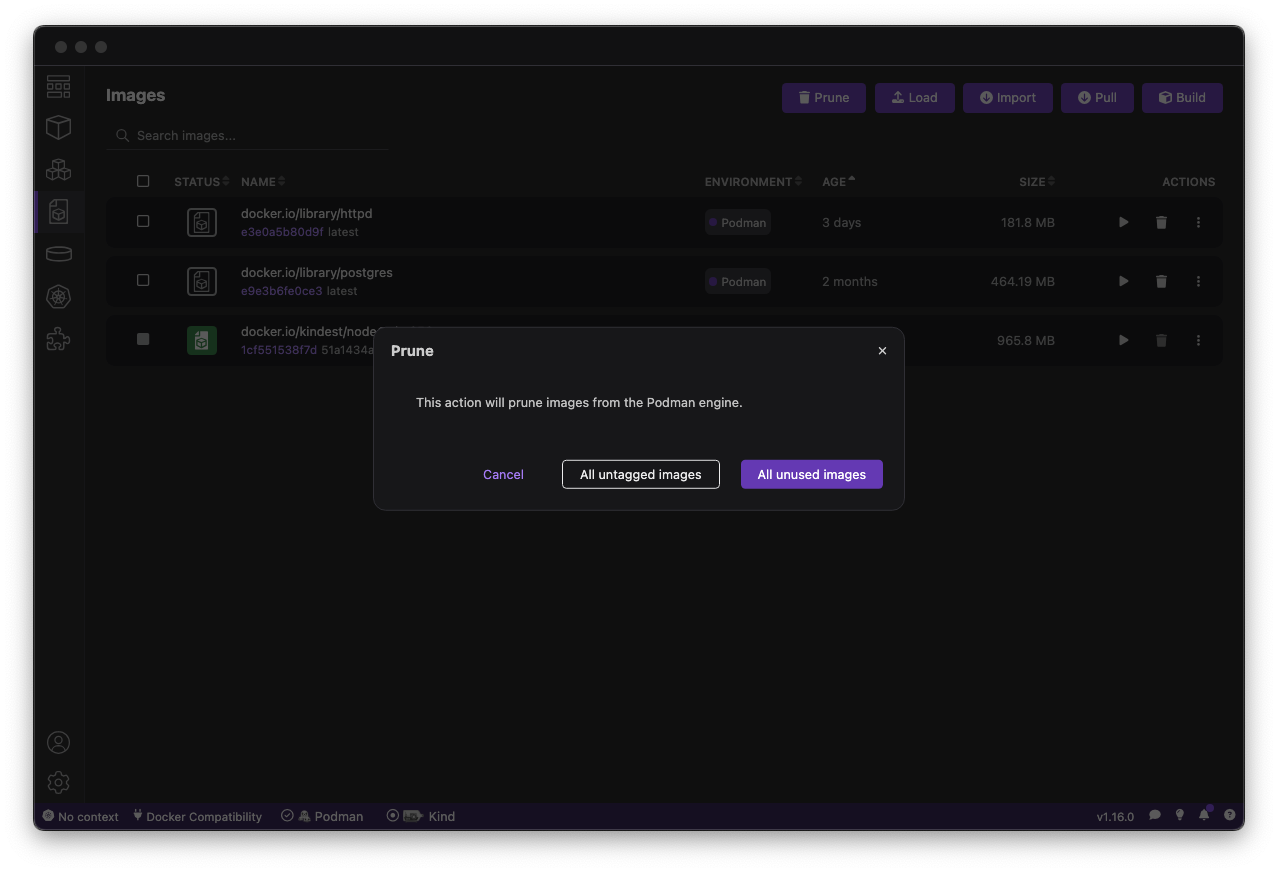 Images
Prune
Load
Import
Pull
Build
Search images...
STATUS NAME ENVIRONMENT AGE SIZE ACTIONS
docker.io/library/httpd
e3e0a5b80d9f latest
Podman 3 days 181.8 MB
docker.io/library/postgres
e9e3b6fe0ce3 latest
Podman 2 months 464.19 MB
docker.io/kindest/node
1cf551538f7d 51a1434a
965.8 MB
Prune
This action will prune images from the Podman engine.
Cancel
All untagged images
All unused images
No context Docker Compatibility Podman Kind v1.16.0